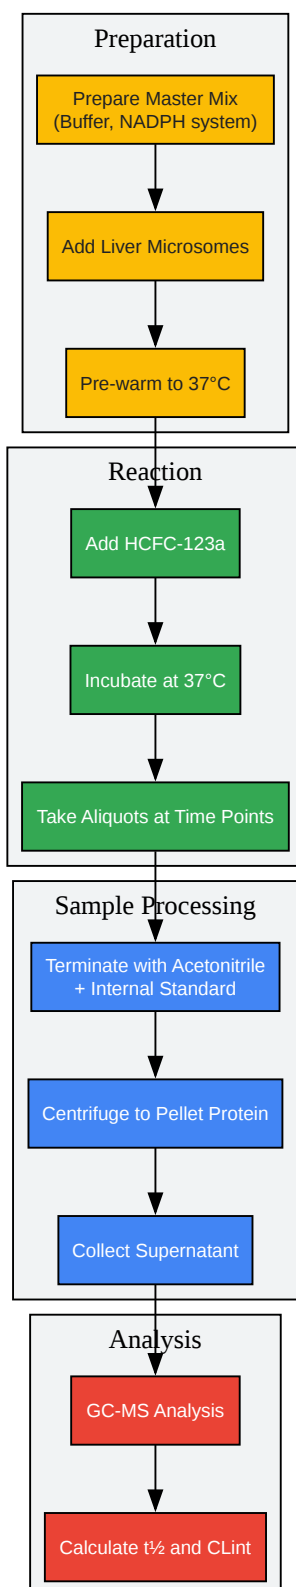 Preparation
Prepare Master Mix
(Buffer, NADPH system)
Add Liver Microsomes
Pre-warm to 37°C
Reaction
Add HCFC-123a
Incubate at 37°C
Take Aliquots at Time Points
Sample Processing
Terminate with Acetonitrile
+ Internal Standard
Centrifuge to Pellet Protein
Collect Supernatant
Analysis
GC-MS Analysis
Calculate t½ and CLint